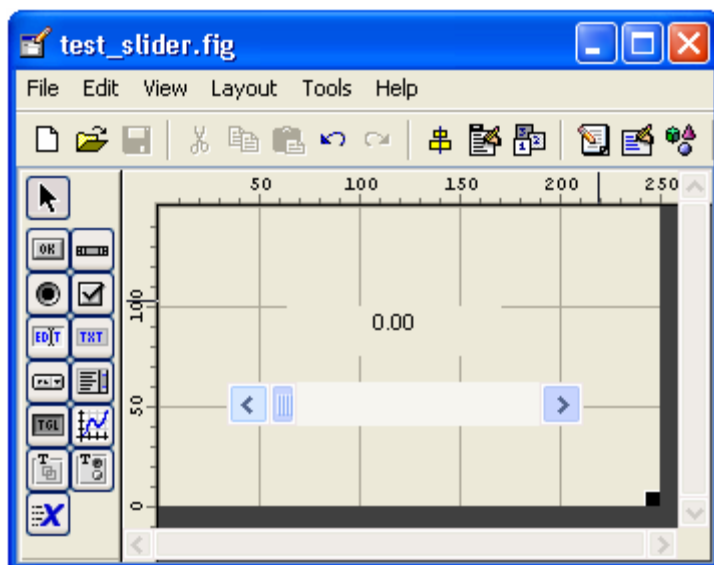 test_slider.fig
File Edit View Layout Tools Help
50 100 150 200 250
OK
EDIT TXT
TGL
T T
X
100
0.00
50
0